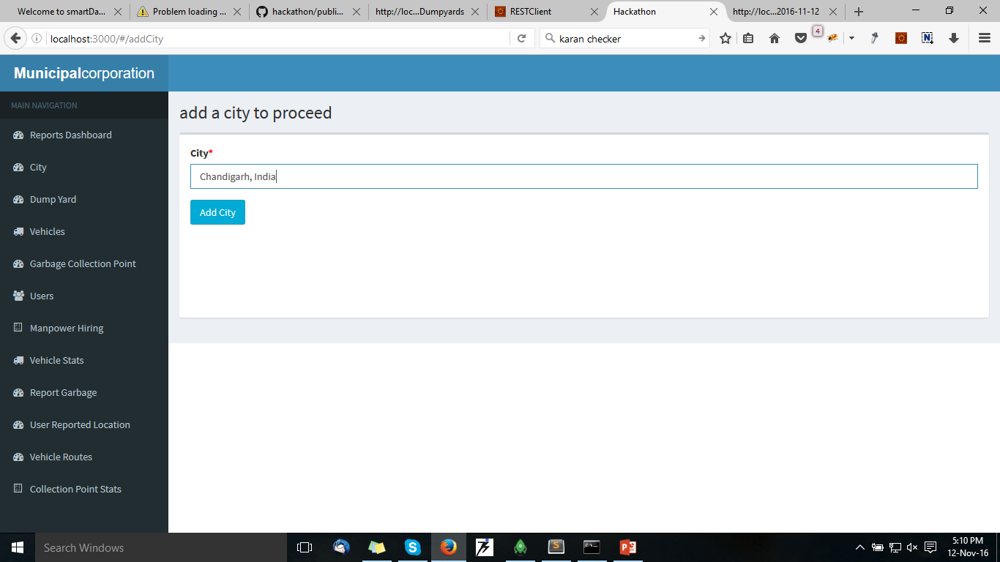 Welcome to smartDa...
Problem loading ...
hackathon/publi...
http://loc...Dumpyards
RESTClient
Hackathon
http://loc...2016-11-12
localhost:3000/#/addCity
karan checker
4
Municipalcorporation
MAIN NAVIGATION
Reports Dashboard
City
Dump Yard
Vehicles
Garbage Collection Point
Users
Manpower Hiring
Vehicle Stats
Report Garbage
User Reported Location
Vehicle Routes
Collection Point Stats
add a city to proceed
City*
Chandigarh, India
Add City
Search Windows
5:10 PM
12-Nov-16